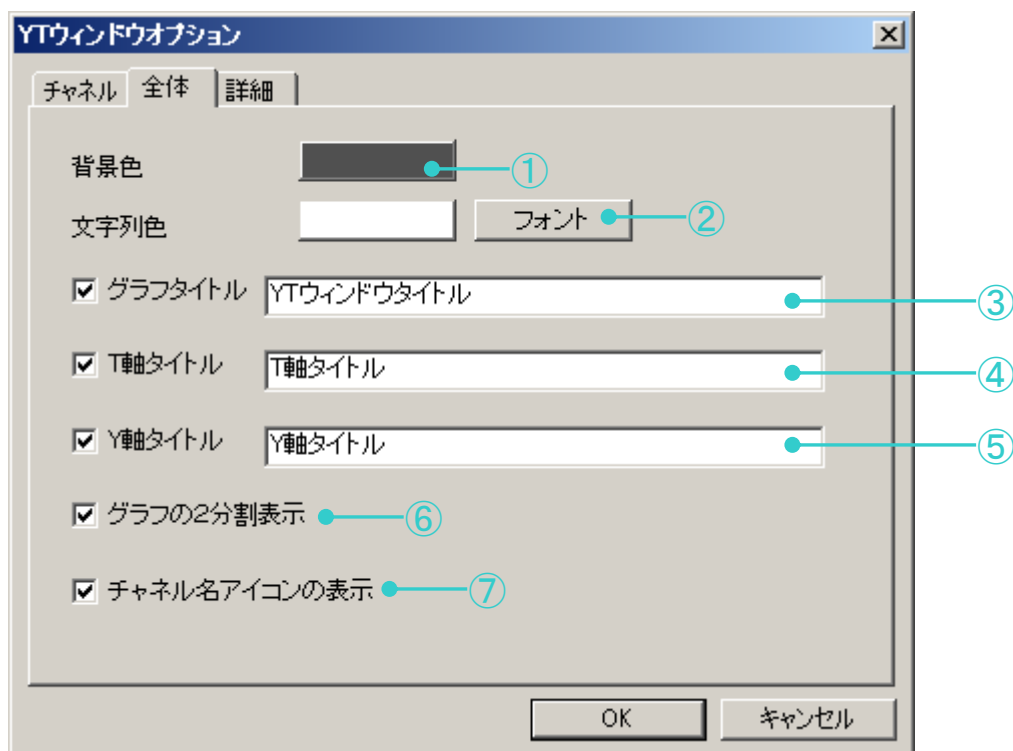 YTウィンドウオプション
チャネル 全体 詳細
背景色 ①
文字列色 フォント ②
グラフタイトル YTウィンドウタイトル ③
T軸タイトル T軸タイトル ④
Y軸タイトル Y軸タイトル ⑤
グラフの2分割表示 ⑥
チャネル名アイコンの表示 ⑦
OK キャンセル